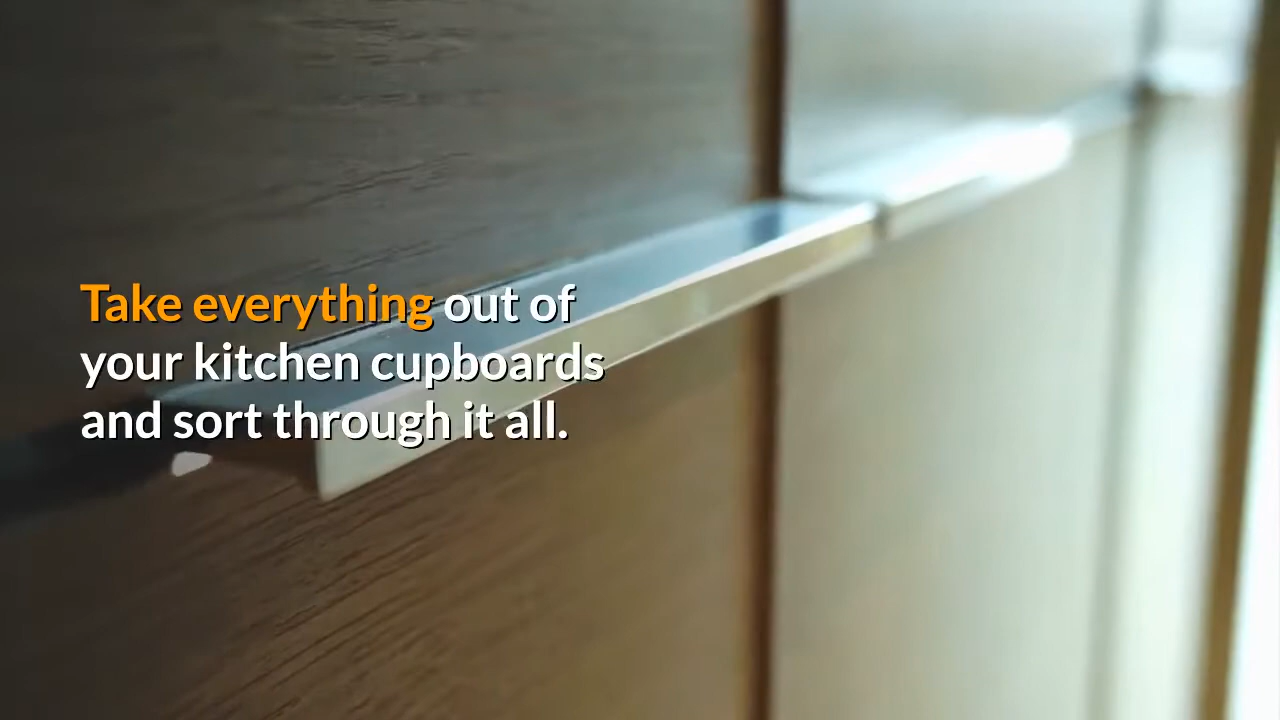 Take everything out of
your kitchen cupboards
and sort through it all.